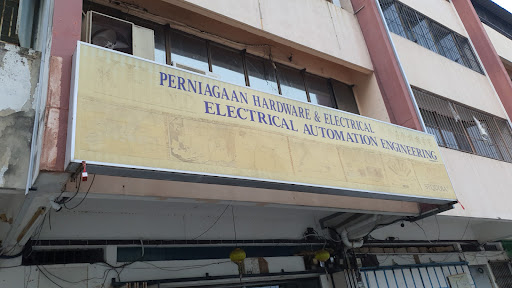 PERNIAGAAN HARDWARE & ELECTRICAL
ELECTRICAL AUTOMATION ENGINEERING